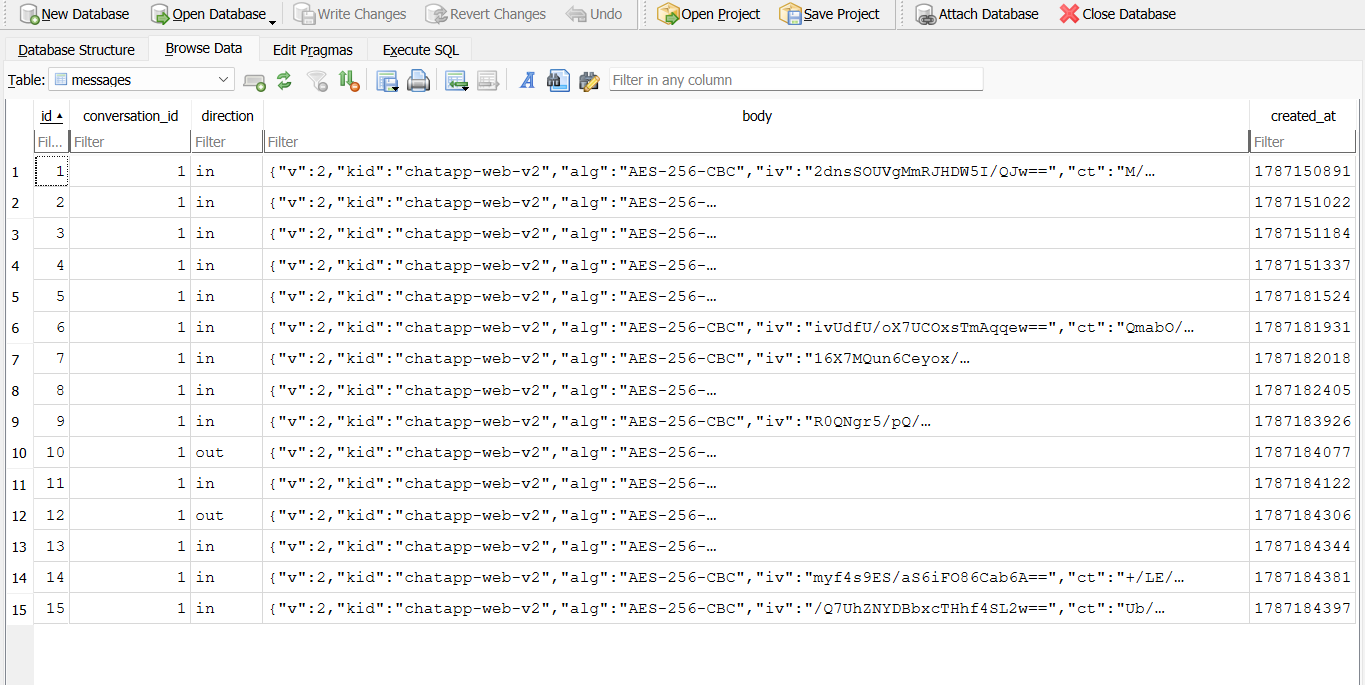 New Database Open Database Write Changes Revert Changes Undo Open Project Save Project Attach Database Close Database
Database Structure Browse Data Edit Pragmas Execute SQL
Table: messages Filter in any column
id conversation_id direction body created_at
Fil... Filter Filter Filter Filter
1 1 1 in {"v":2,"kid":"chatapp-web-v2","alg":"AES-256-CBC","iv":"2dnsSOUVgMmRJHDW5I/QJw==","ct":"M/… 1787150891
2 2 1 in {"v":2,"kid":"chatapp-web-v2","alg":"AES-256-… 1787151022
3 3 1 in {"v":2,"kid":"chatapp-web-v2","alg":"AES-256-… 1787151184
4 4 1 in {"v":2,"kid":"chatapp-web-v2","alg":"AES-256-… 1787151337
5 5 1 in {"v":2,"kid":"chatapp-web-v2","alg":"AES-256-… 1787181524
6 6 1 in {"v":2,"kid":"chatapp-web-v2","alg":"AES-256-CBC","iv":"ivUdfU/oX7UCOxsTmAqqew==","ct":"QmabO/… 1787181931
7 7 1 in {"v":2,"kid":"chatapp-web-v2","alg":"AES-256-CBC","iv":"16X7MQun6Ceyox/… 1787182018
8 8 1 in {"v":2,"kid":"chatapp-web-v2","alg":"AES-256-… 1787182405
9 9 1 in {"v":2,"kid":"chatapp-web-v2","alg":"AES-256-CBC","iv":"R0QNgr5/pQ/… 1787183926
10 10 1 out {"v":2,"kid":"chatapp-web-v2","alg":"AES-256-… 1787184077
11 11 1 in {"v":2,"kid":"chatapp-web-v2","alg":"AES-256-… 1787184122
12 12 1 out {"v":2,"kid":"chatapp-web-v2","alg":"AES-256-… 1787184306
13 13 1 in {"v":2,"kid":"chatapp-web-v2","alg":"AES-256-… 1787184344
14 14 1 in {"v":2,"kid":"chatapp-web-v2","alg":"AES-256-CBC","iv":"myf4s9ES/aS6iFO86Cab6A==","ct":"+/LE/… 1787184381
15 15 1 in {"v":2,"kid":"chatapp-web-v2","alg":"AES-256-CBC","iv":"/Q7UhZNYDBbxcTHhf4SL2w==","ct":"Ub/… 1787184397